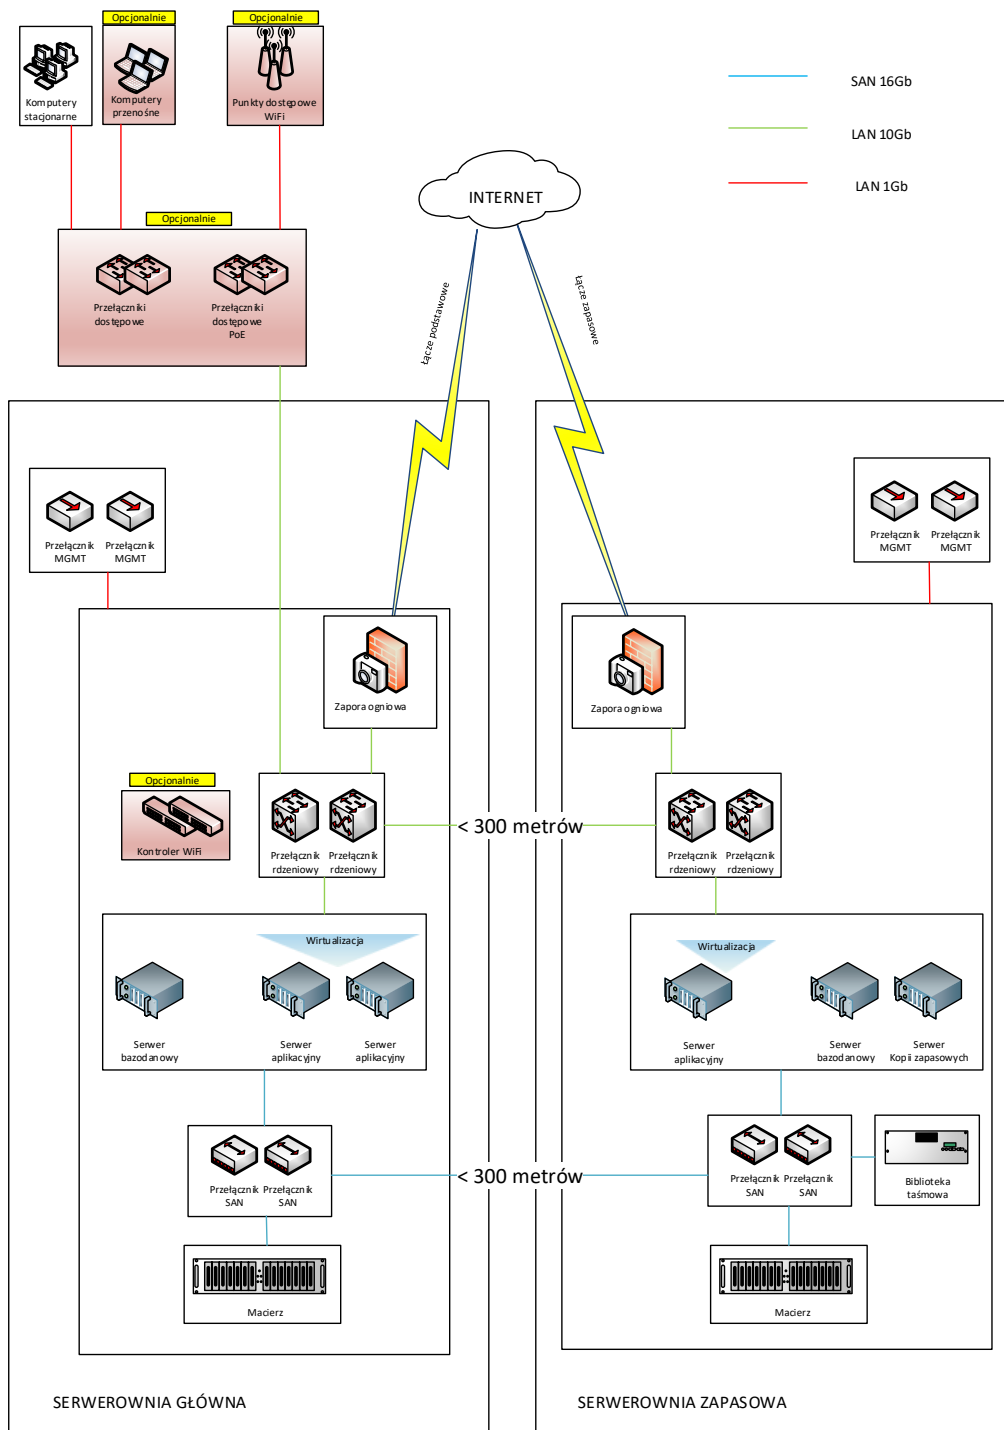 Opcjonalnie
Opcjonalnie
Komputery
stacjonarne
Komputery
przenośne
Punkty dostępowe
WiFi
SAN 16Gb
LAN 10Gb
LAN 1Gb
INTERNET
Opcjonalnie
Przełączniki
dostępowe
Przełączniki
dostępowe
PoE
Łącze podstawowe
Łącze zapasowe
Przełącznik
MGMT
Przełącznik
MGMT
Przełącznik
MGMT
Przełącznik
MGMT
Zapora ogniowa
Zapora ogniowa
Opcjonalnie
Kontroler WiFi
Przełącznik
rdzeniowy
Przełącznik
rdzeniowy
< 300 metrów
Przełącznik
rdzeniowy
Przełącznik
rdzeniowy
Wirtualizacja
Serwer
bazodanowy
Serwer
aplikacyjny
Serwer
aplikacyjny
Wirtualizacja
Serwer
aplikacyjny
Serwer
bazodanowy
Serwer
Kopii zapasowych
Przełącznik
SAN
Przełącznik
SAN
< 300 metrów
Przełącznik
SAN
Przełącznik
SAN
Biblioteka
taśmowa
Macierz
Macierz
SERWEROWNIA GŁÓWNA
SERWEROWNIA ZAPASOWA